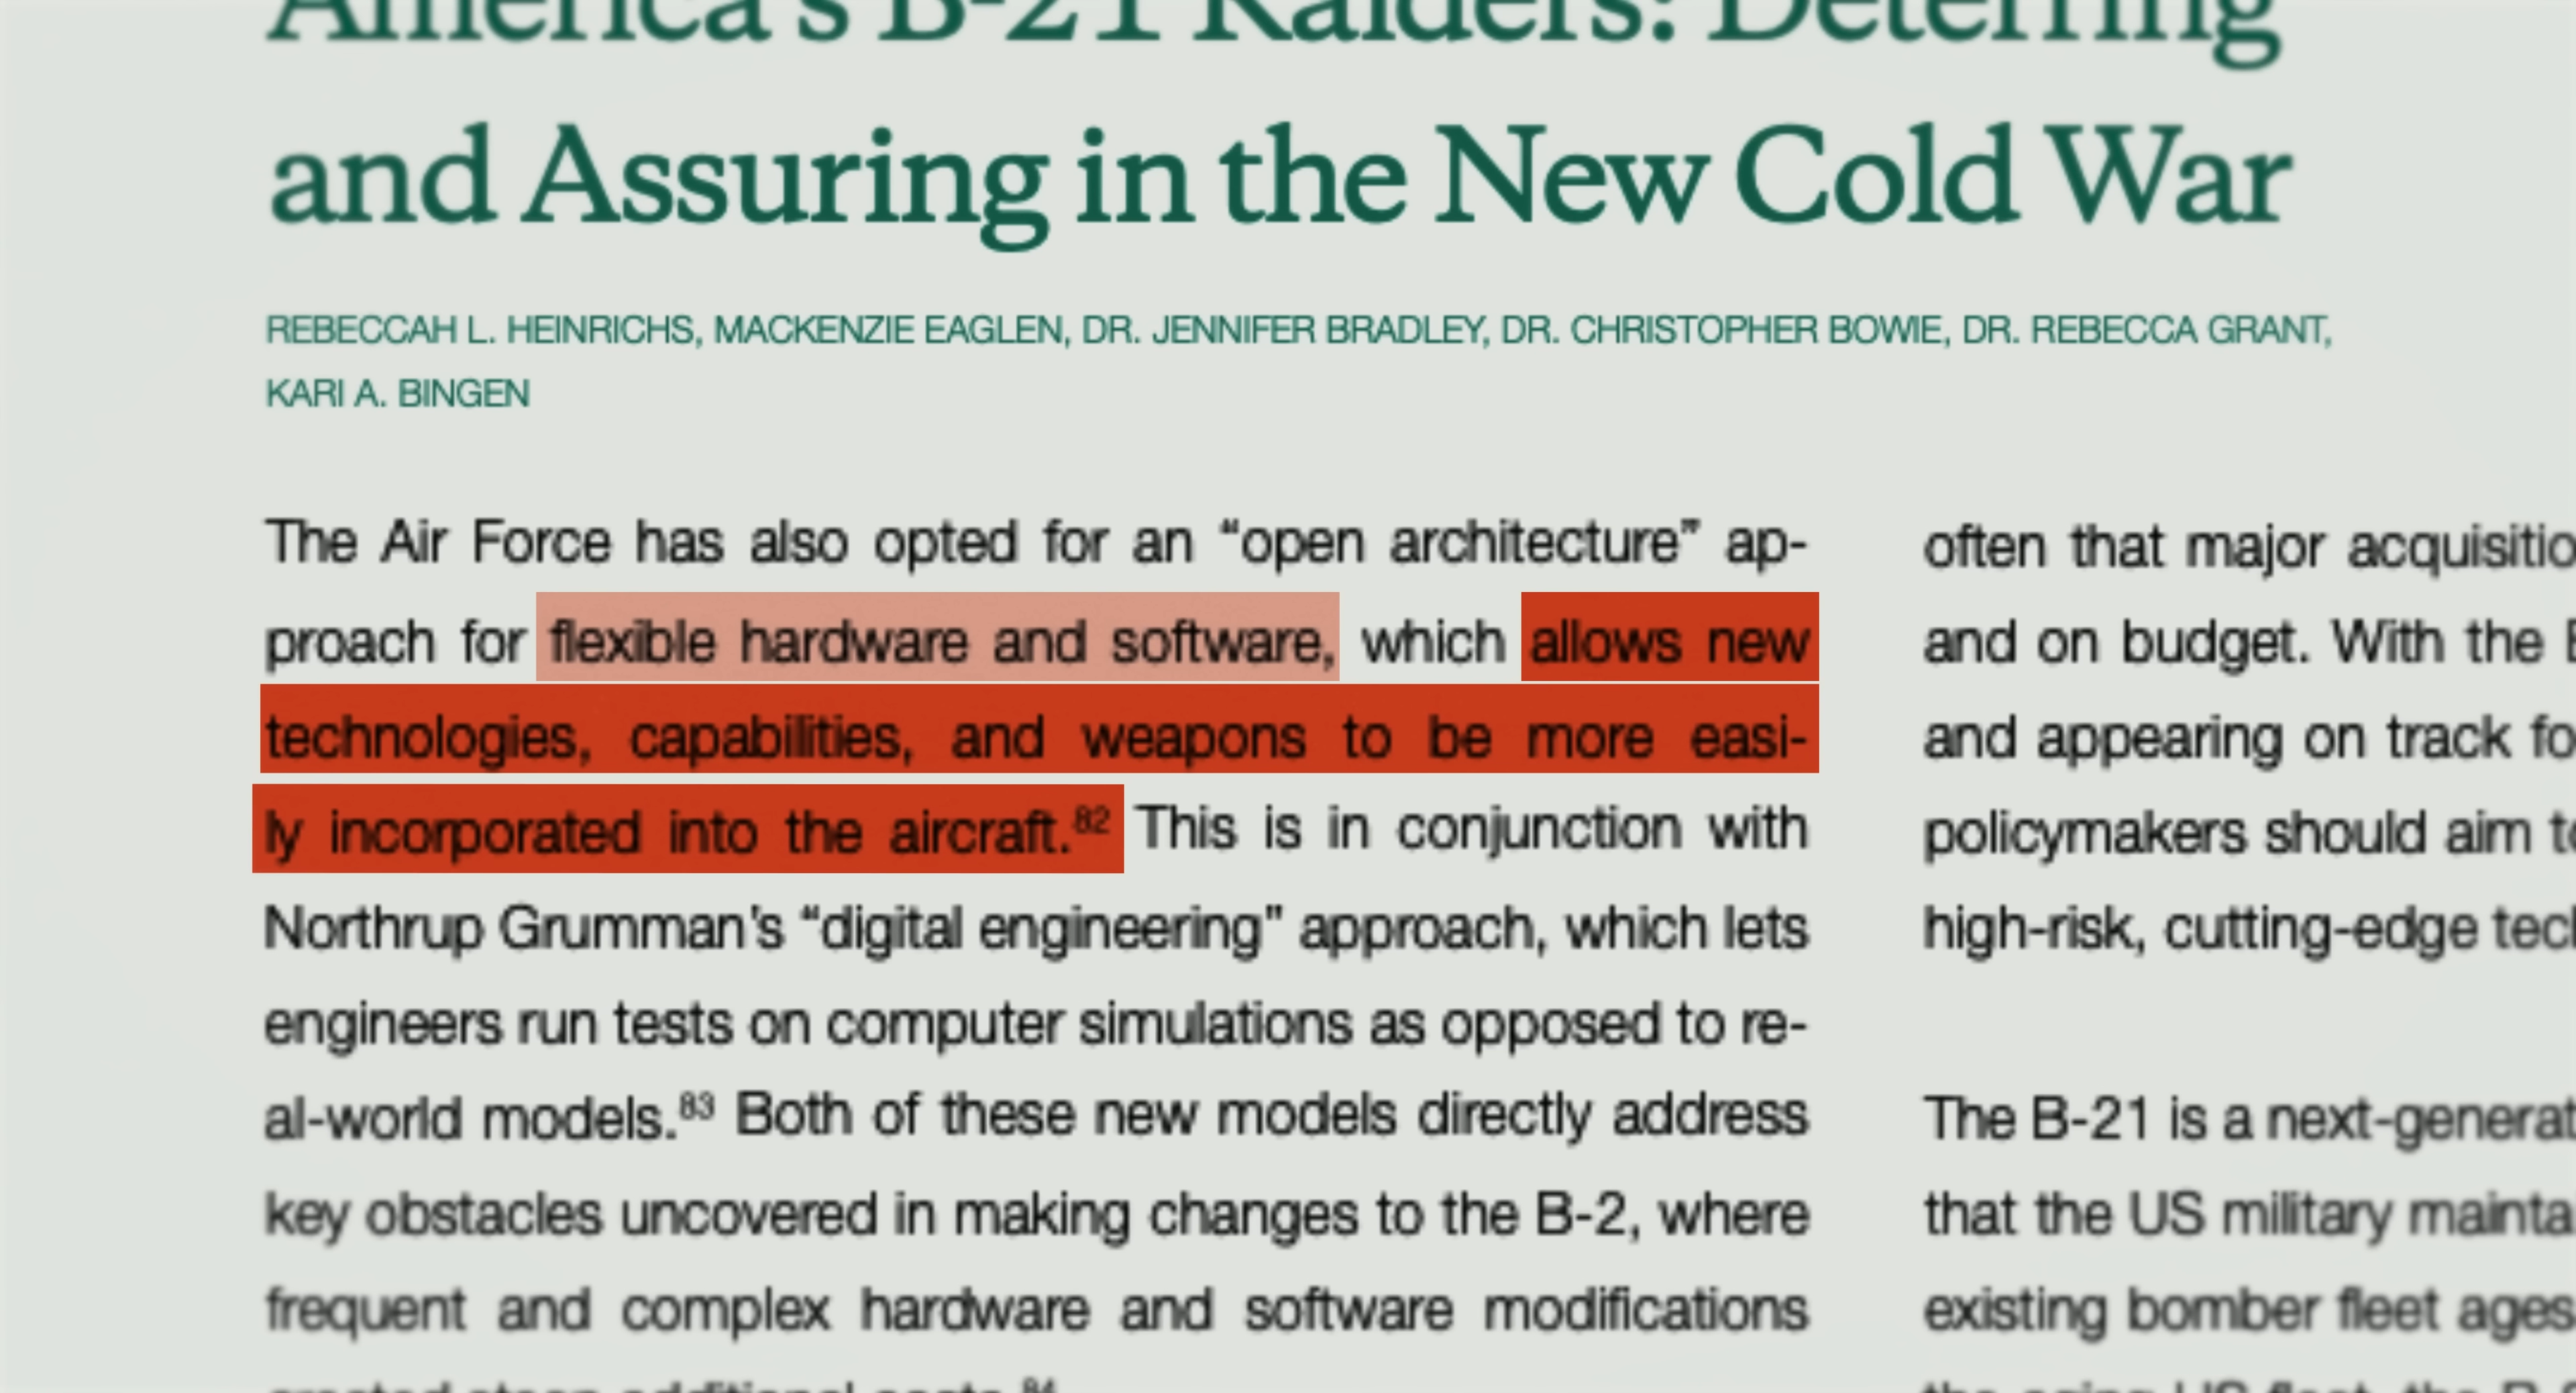 America's B-21 Raiders: Deterring
and Assuring in the New Cold War
REBECCAH L. HEINRICHS, MACKENZIE EAGLEN, DR. JENNIFER BRADLEY, DR. CHRISTOPHER BOWIE, DR. REBECCA GRANT,
KARI A. BINGEN
The Air Force has also opted for an “open architecture” ap-
proach for flexible hardware and software, which allows new
technologies, capabilities, and weapons to be more easi-
ly incorporated into the aircraft.82 This is in conjunction with
Northrup Grumman’s “digital engineering” approach, which lets
engineers run tests on computer simulations as opposed to re-
al-world models.83 Both of these new models directly address
key obstacles uncovered in making changes to the B-2, where
frequent and complex hardware and software modifications
often that major
and on budget. With the
and appearing on track
policymakers should aim
high-risk, cutting-edge
The B-21 is a
that the US military
existing bomber fleet ages